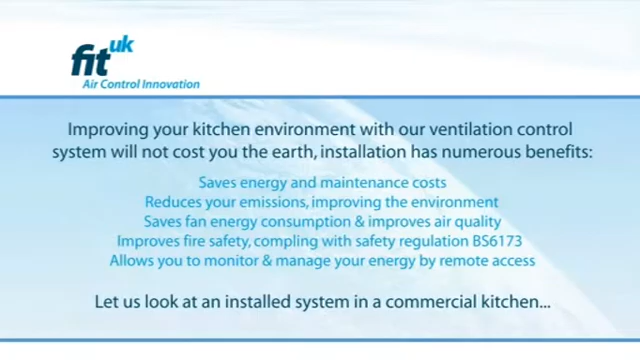 fit uk
Air Control Innovation
Improving your kitchen environment with our ventilation control
system will not cost you the earth, installation has numerous benefits:
Saves energy and maintenance costs
Reduces your emissions, improving the environment
Saves fan energy consumption & improves air quality
Improves fire safety, compling with safety regulation BS6173
Allows you to monitor & manage your energy by remote access
Let us look at an installed system in a commercial kitchen...